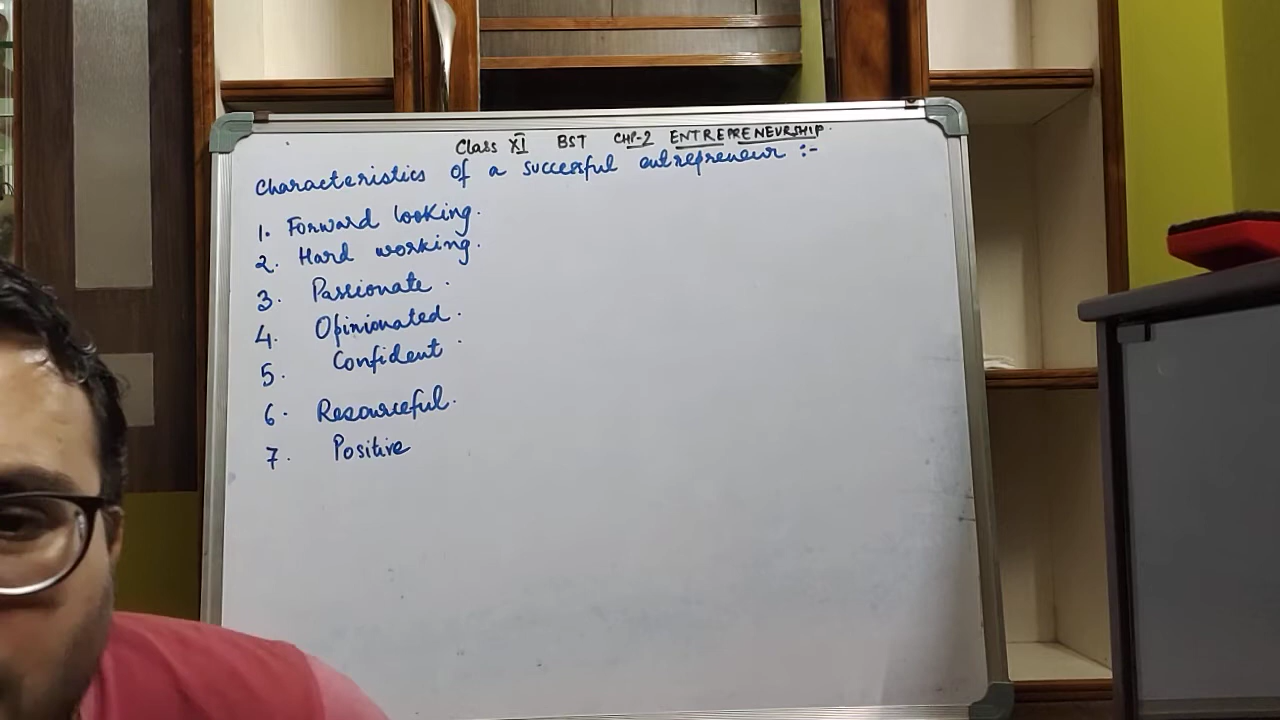 Class XI BST CHP-2 ENTREPRENEURSHIP.
Characteristics of a successful entrepreneur :-
1. Forward looking.
2. Hard working.
3. Passionate.
4. Opinionated.
5. Confident.
6. Resourceful.
7. Positive